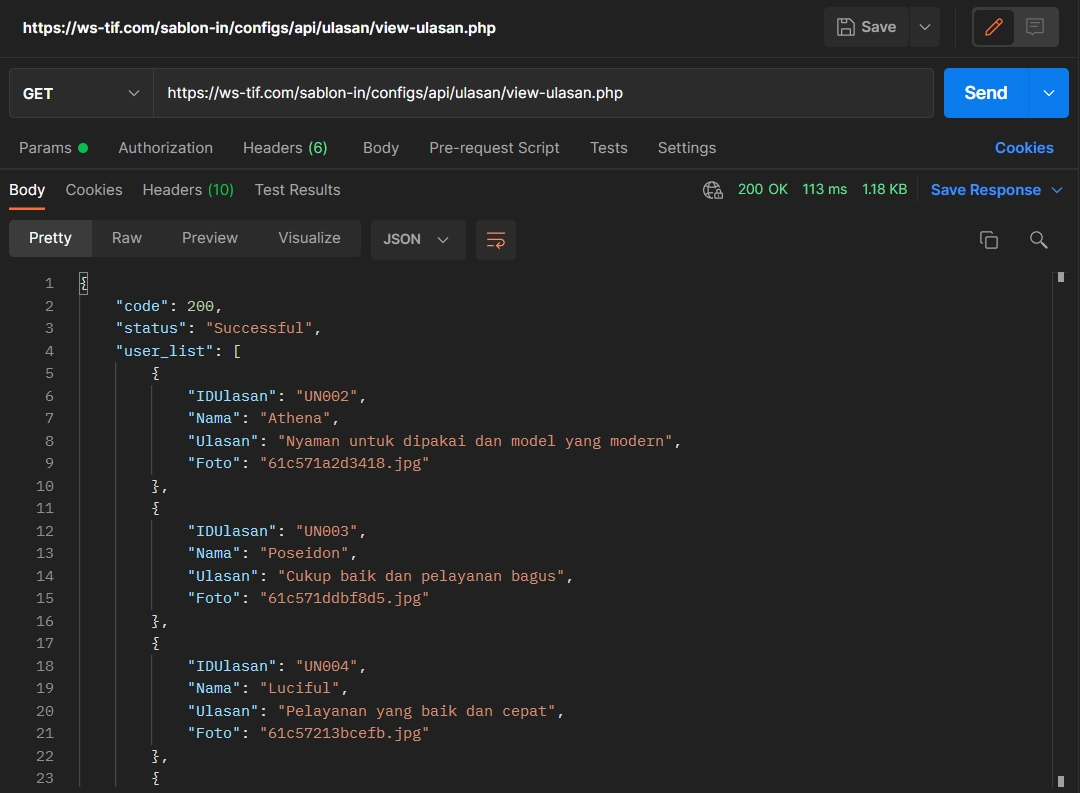 https://ws-tif.com/sablon-in/configs/api/ulasan/view-ulasan.php
Save
GET
https://ws-tif.com/sablon-in/configs/api/ulasan/view-ulasan.php
Send
Params
Authorization
Headers (6)
Body
Pre-request Script
Tests
Settings
Cookies
Body
Cookies
Headers (10)
Test Results
200 OK
113 ms
1.18 KB
Save Response
Pretty
Raw
Preview
Visualize
JSON
1 {
2 "code": 200,
3 "status": "Successful",
4 "user_list": [
5 {
6 "IDUlasan": "UN002",
7 "Nama": "Athena",
8 "Ulasan": "Nyaman untuk dipakai dan model yang modern",
9 "Foto": "61c571a2d3418.jpg"
10 },
11 {
12 "IDUlasan": "UN003",
13 "Nama": "Poseidon",
14 "Ulasan": "Cukup baik dan pelayanan bagus",
15 "Foto": "61c571ddbf8d5.jpg"
16 },
17 {
18 "IDUlasan": "UN004",
19 "Nama": "Luciful",
20 "Ulasan": "Pelayanan yang baik dan cepat",
21 "Foto": "61c57213bcefb.jpg"
22 },
23 {